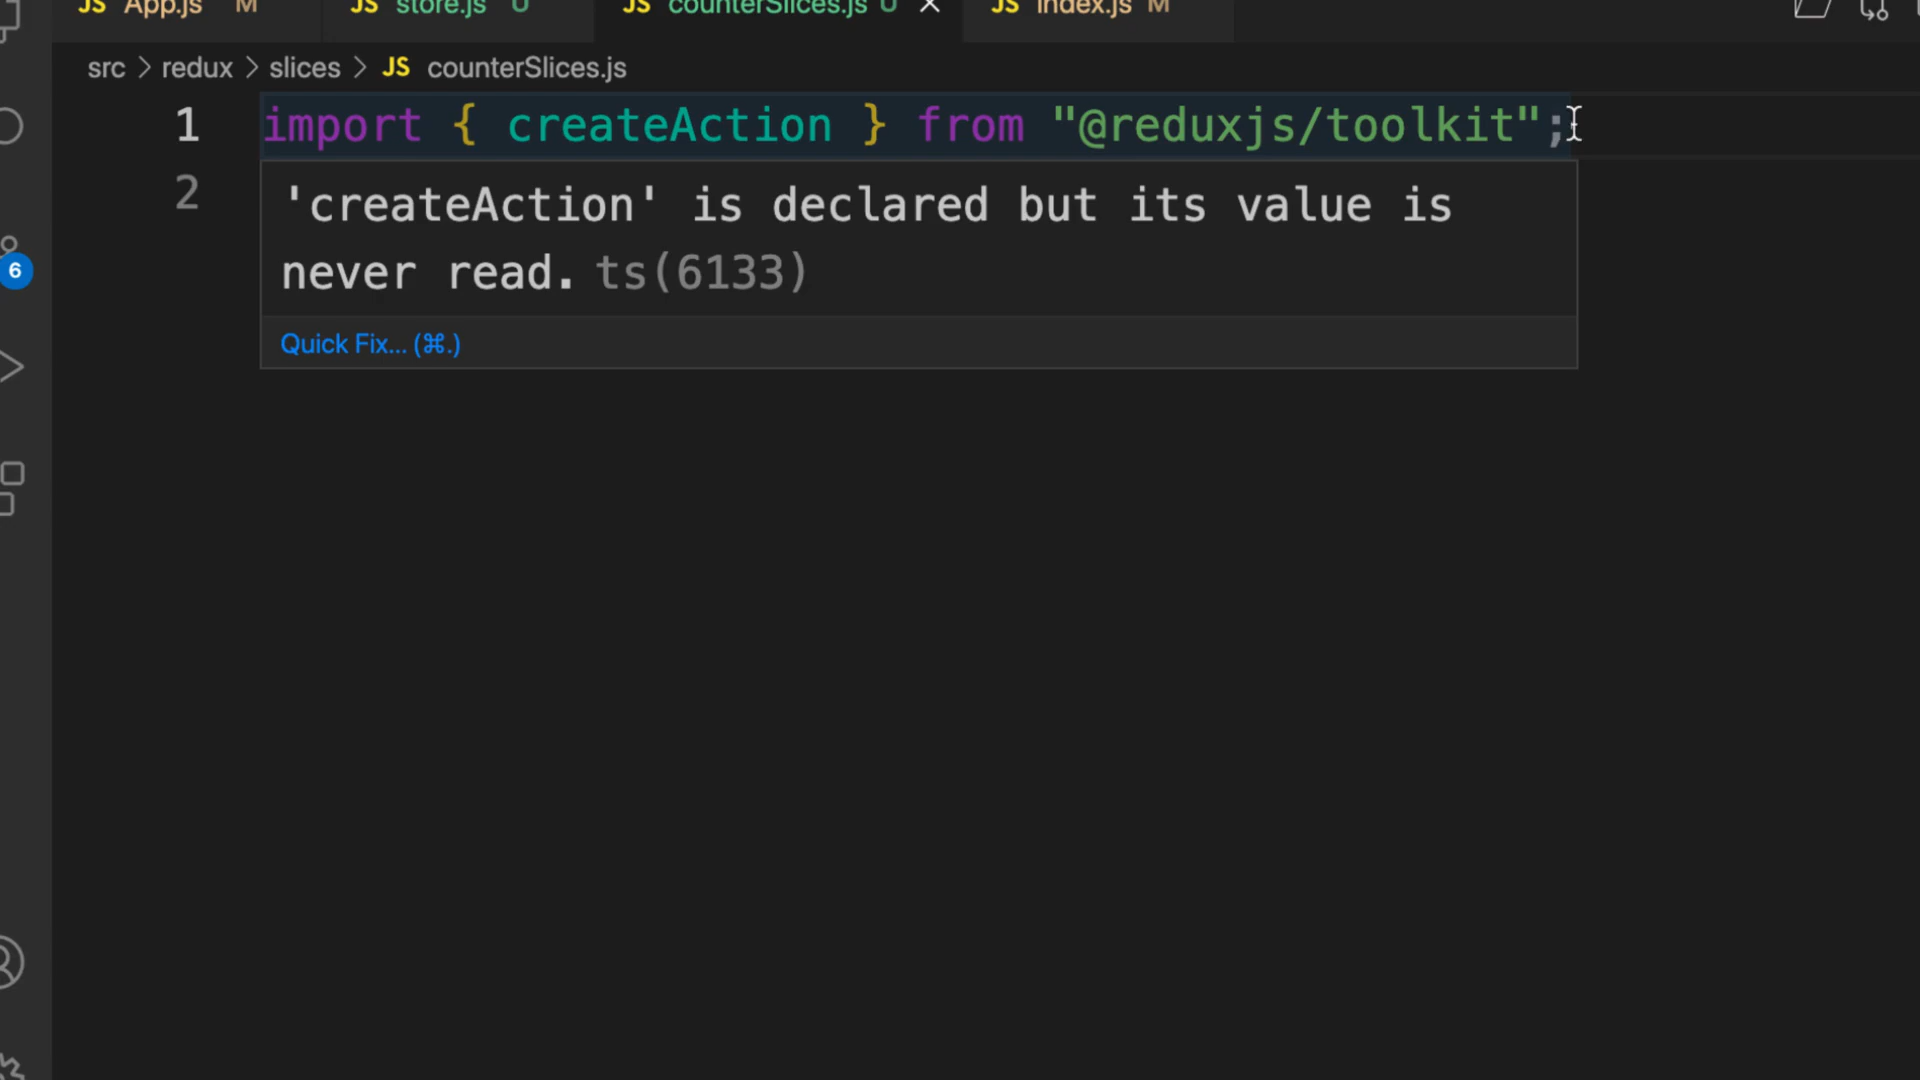 JS App.js M JS store.js U JS counterSlices.js U JS index.js M
src > redux > slices > JS counterSlices.js
1 import { createAction } from "@reduxjs/toolkit";
2
'createAction' is declared but its value is
never read. ts(6133)
6
Quick Fix... (⌘.)